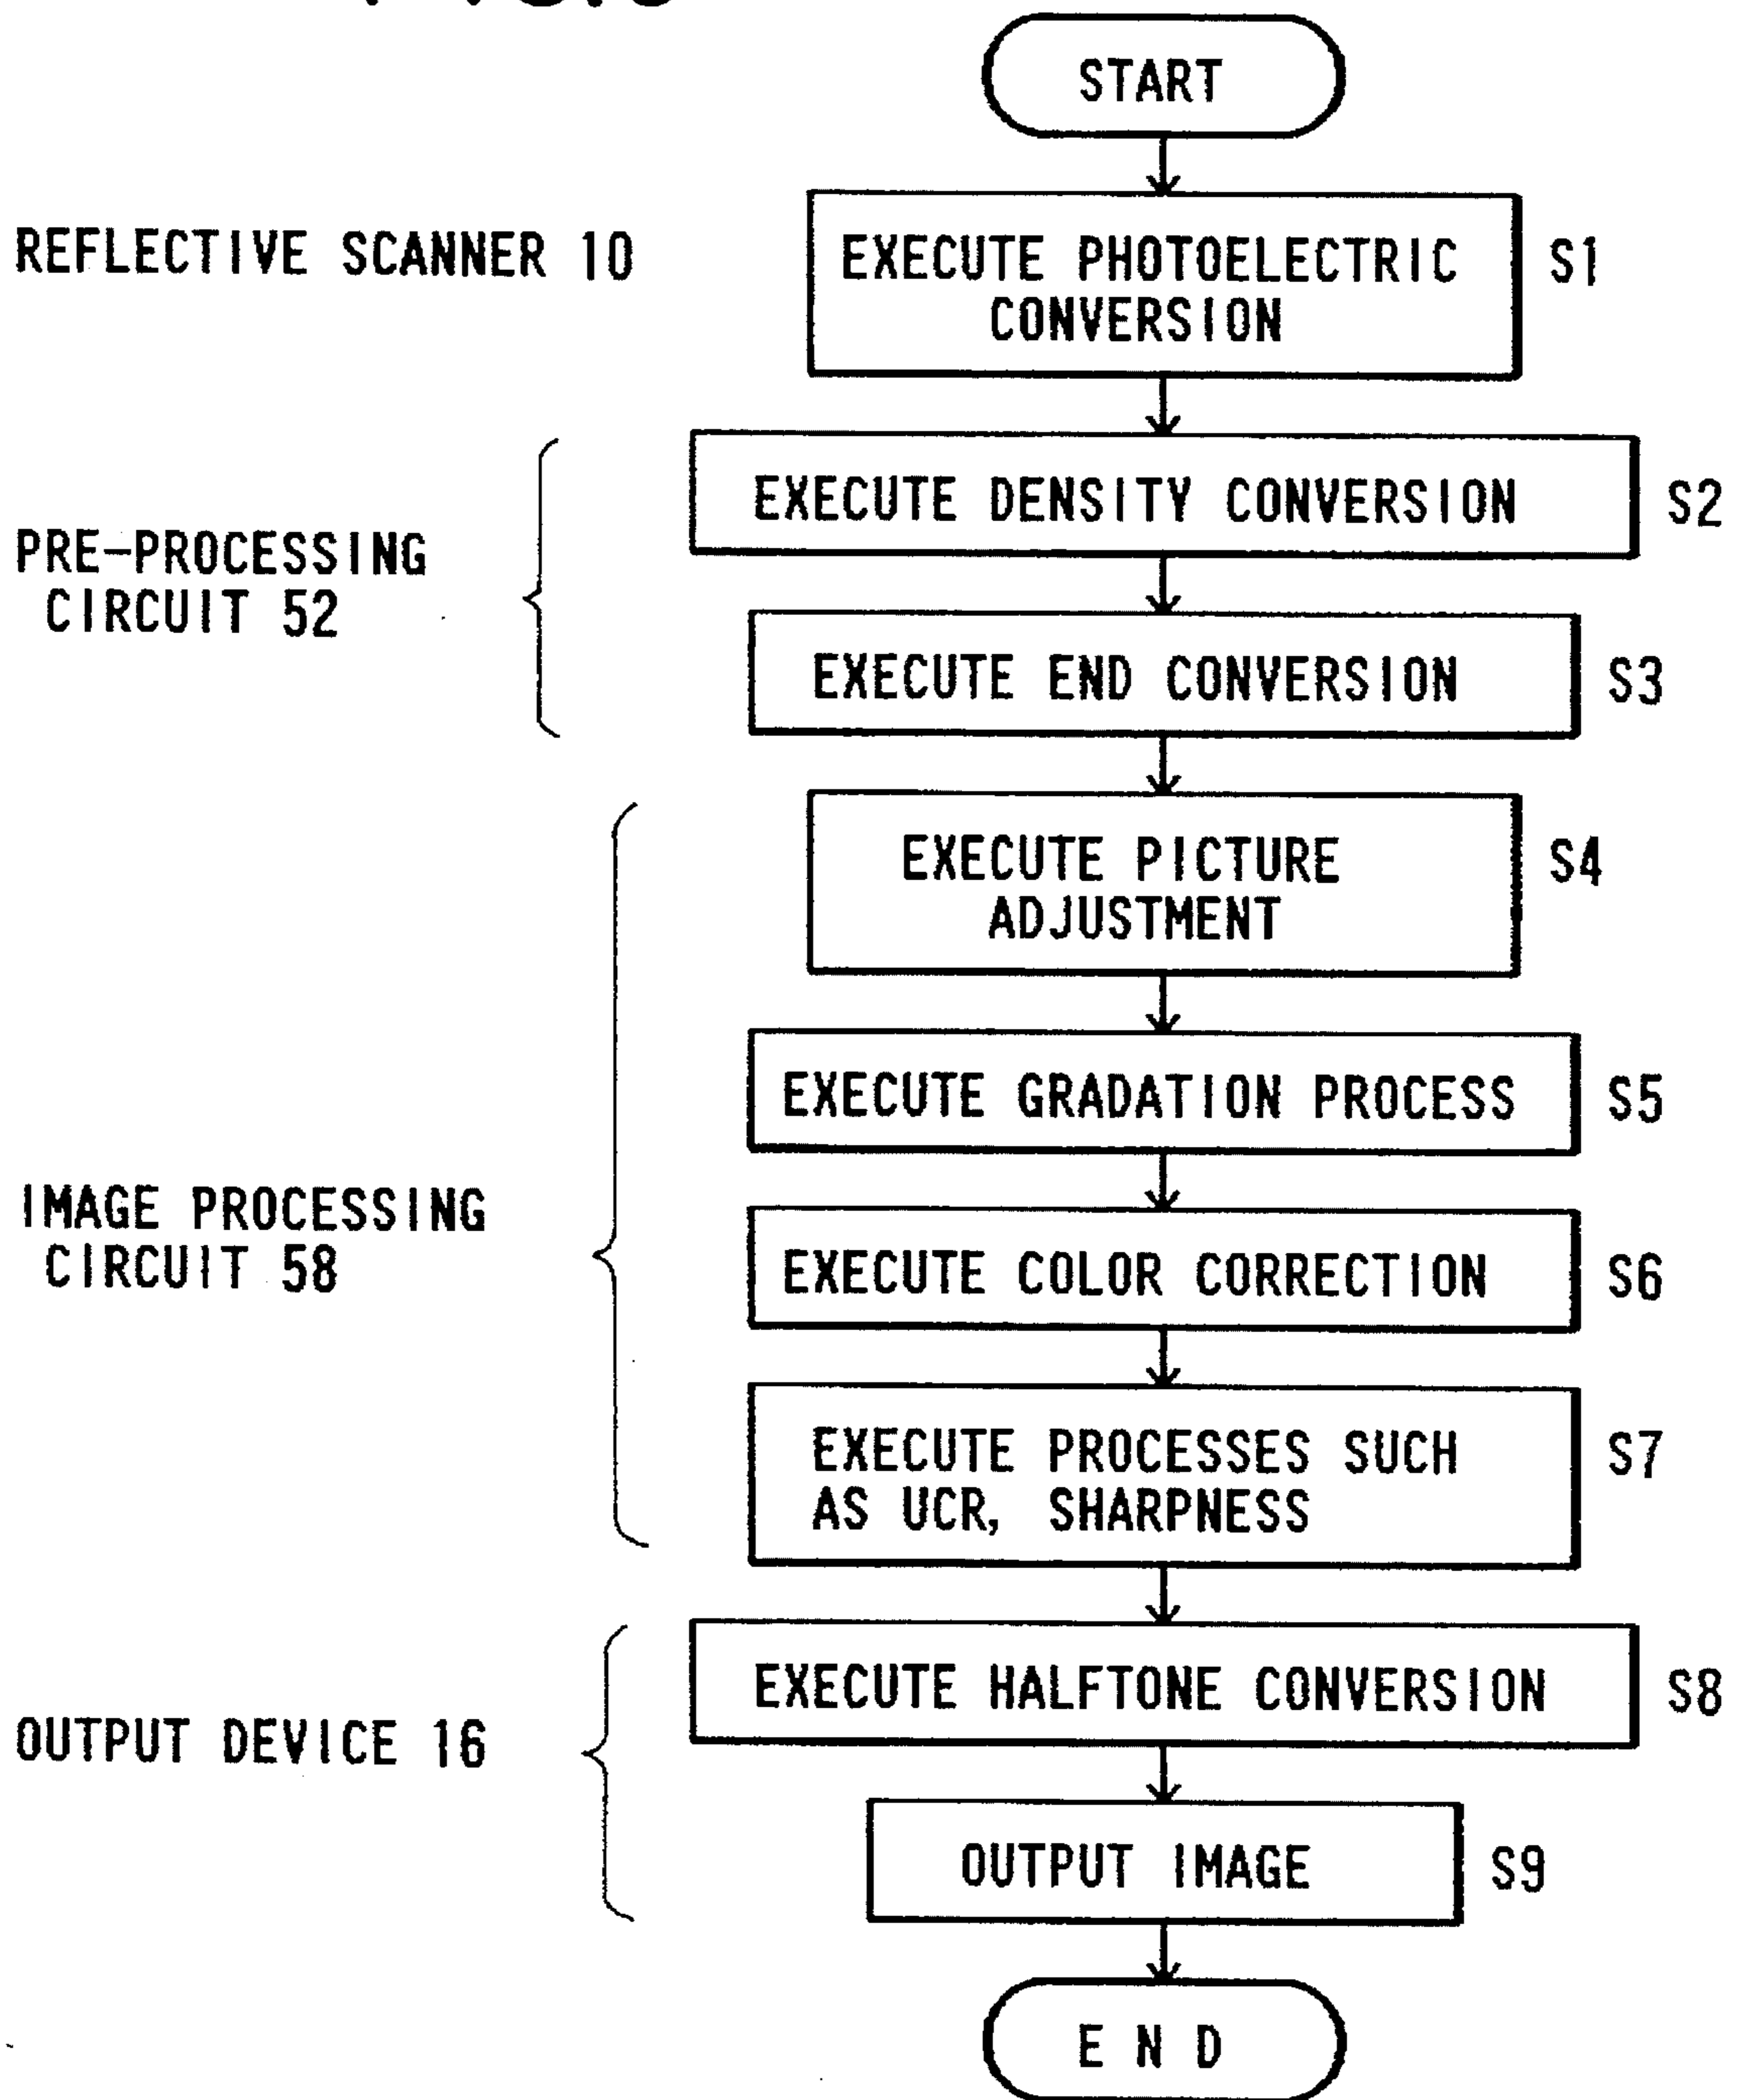 START
REFLECTIVE SCANNER 10
EXECUTE PHOTOELECTRIC
CONVERSION
S1
EXECUTE DENSITY CONVERSION
S2
PRE-PROCESSING
CIRCUIT 52
EXECUTE END CONVERSION
S3
EXECUTE PICTURE
ADJUSTMENT
S4
EXECUTE GRADATION PROCESS
S5
IMAGE PROCESSING
CIRCUIT 58
EXECUTE COLOR CORRECTION
S6
EXECUTE PROCESSES SUCH
AS UCR, SHARPNESS
S7
EXECUTE HALFTONE CONVERSION
S8
OUTPUT DEVICE 16
OUTPUT IMAGE
S9
E N D